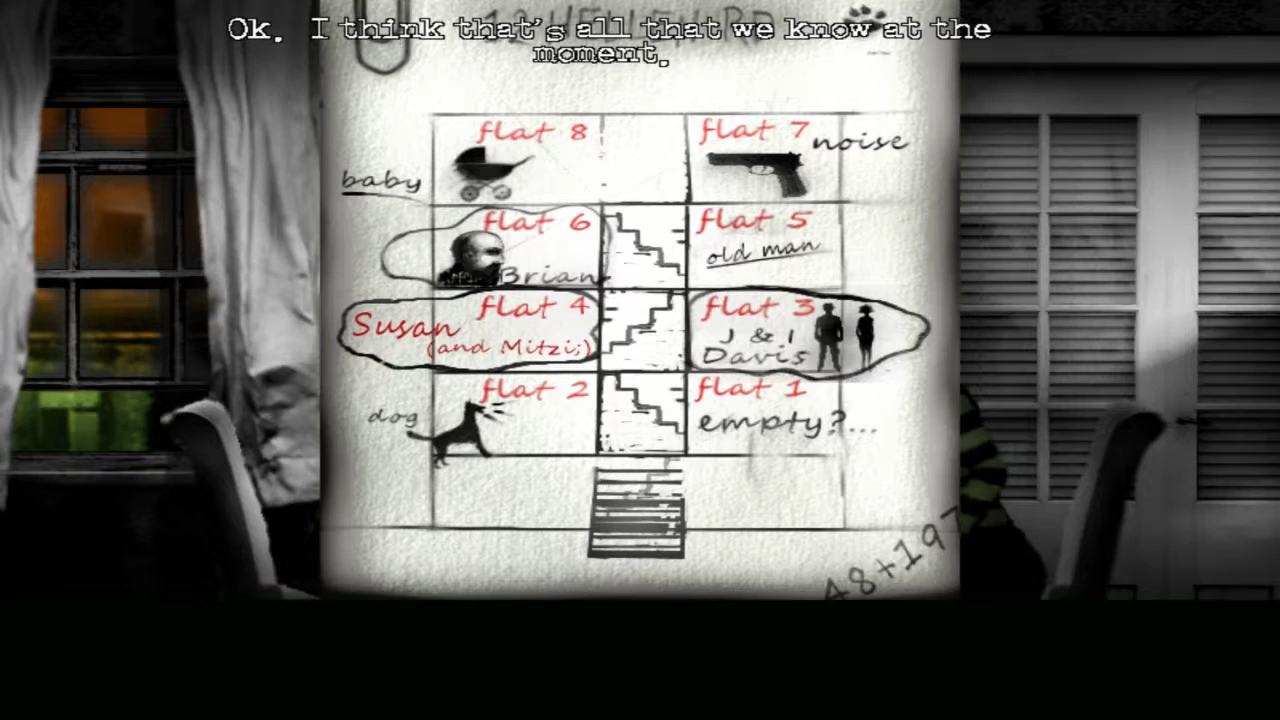 Ok. I think that's all that we know at the
moment.
flat 8
flat 7
noise
baby
flat 6
flat 5
old man
Brian
flat 4
flat 3
Susan
J & I
(and Mitzi;)
Davis
flat 2
flat 1
dog
empty?...
48+197